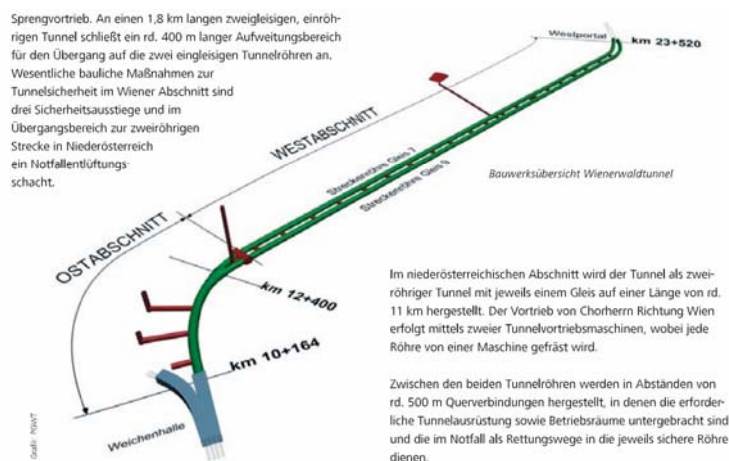 Sprengvortrieb. An einen 1,8 km langen zweigleisigen, einröh-
rigen Tunnel schließt ein rd. 400 m langer Aufweitungsbereich
für den Übergang auf die zwei eingleisigen Tunnelröhren an.
Wesentliche bauliche Maßnahmen zur
Tunnelsicherheit im Wiener Abschnitt sind
drei Sicherheitsausstiege und im
Übergangsbereich zur zweiröhrigen
Strecke in Niederösterreich
ein Notfallentlüftungs-
schacht.
Westportal
km 23+520
WESTABSCHNITT
Streckenröhre Gleis 7
Streckenröhre Gleis 9
Bauwerksübersicht Wienerwaldtunnel
OSTABSCHNITT
km 12+400
km 10+164
Weichenhalle
Im niederösterreichischen Abschnitt wird der Tunnel als zwei-
röhriger Tunnel mit jeweils einem Gleis auf einer Länge von rd.
11 km hergestellt. Der Vortrieb von Chorherrn Richtung Wien
erfolgt mittels zweier Tunnelvortriebsmaschinen, wobei jede
Röhre von einer Maschine gefräst wird.
Zwischen den beiden Tunnelröhren werden in Abständen von
rd. 500 m Querverbindungen hergestellt, in denen die erforder-
liche Tunnelausrüstung sowie Betriebsräume untergebracht sind
und die im Notfall als Rettungswege in die jeweils sichere Röhre
dienen.
Grafik: PGWT